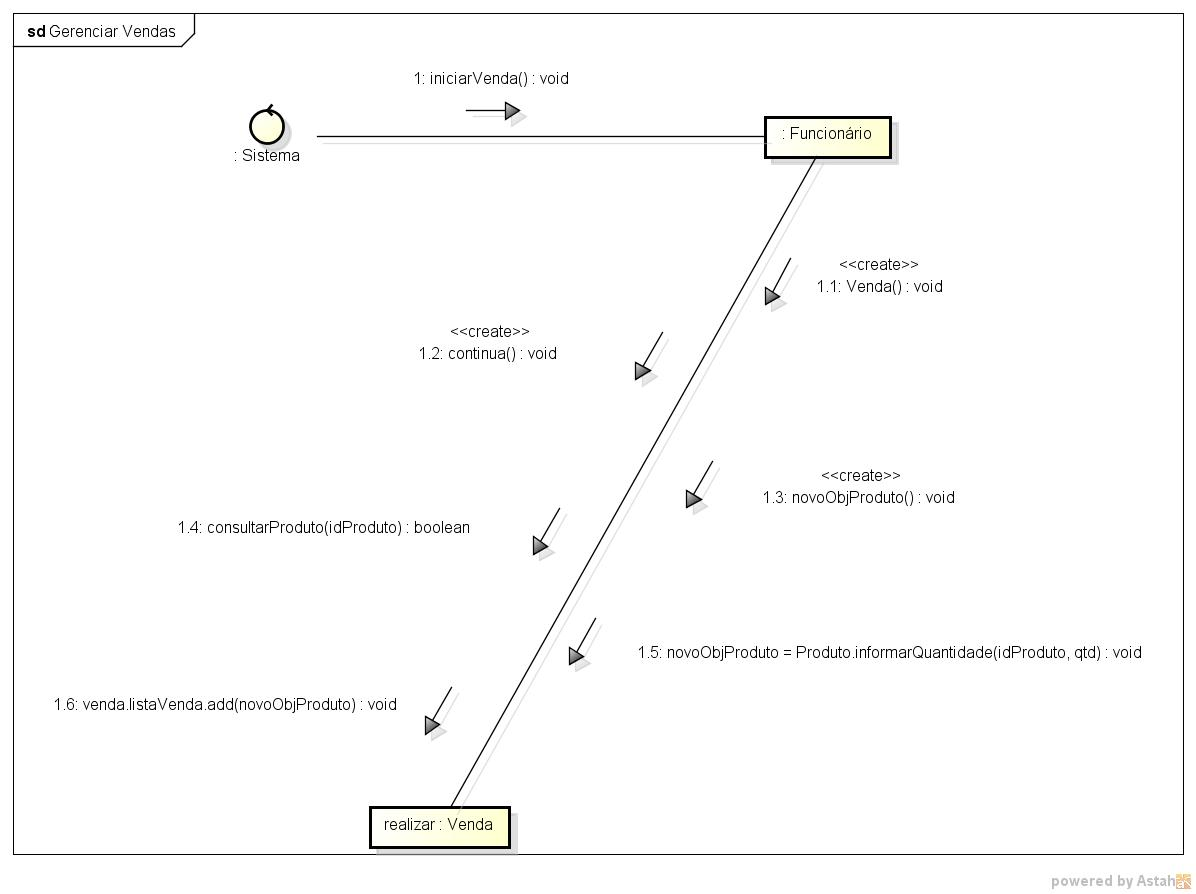 sd Gerenciar Vendas
1: iniciarVenda() : void
: Sistema
: Funcionário
<<create>>
1.1: Venda() : void
<<create>>
1.2: continua() : void
<<create>>
1.3: novoObjProduto() : void
1.4: consultarProduto(idProduto) : boolean
1.5: novoObjProduto = Produto.informarQuantidade(idProduto, qtd) : void
1.6: venda.listaVenda.add(novoObjProduto) : void
realizar : Venda
powered by Astah